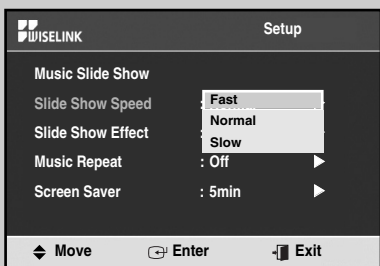 WISELINK Setup
Music Slide Show
Slide Show Speed Fast
Normal
Slide Show Effect : Slow
Music Repeat : Off
Screen Saver : 5min
Move Enter Exit